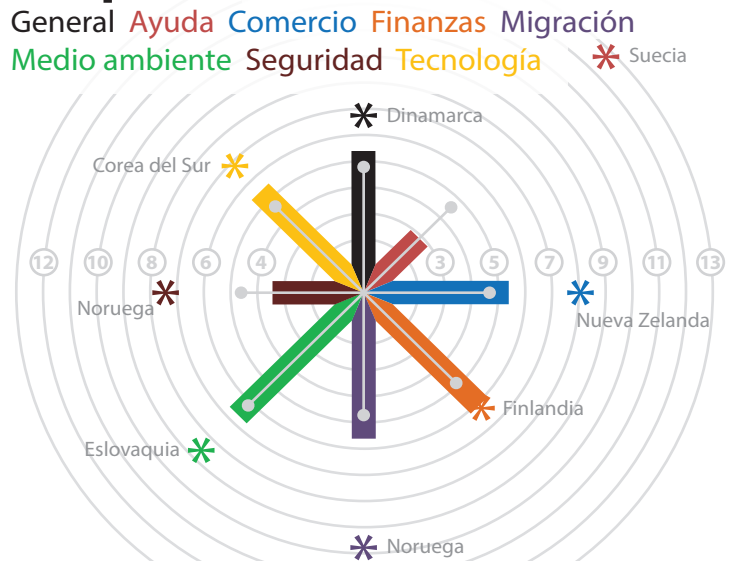 General Ayuda Comercio Finanzas Migración
Medio ambiente Seguridad Tecnología
Suecia
Dinamarca
Corea del Sur
12 10 8 6 4 3 5 7 9 11 13
Noruega
Nueva Zelanda
Finlandia
Eslovaquia
Noruega